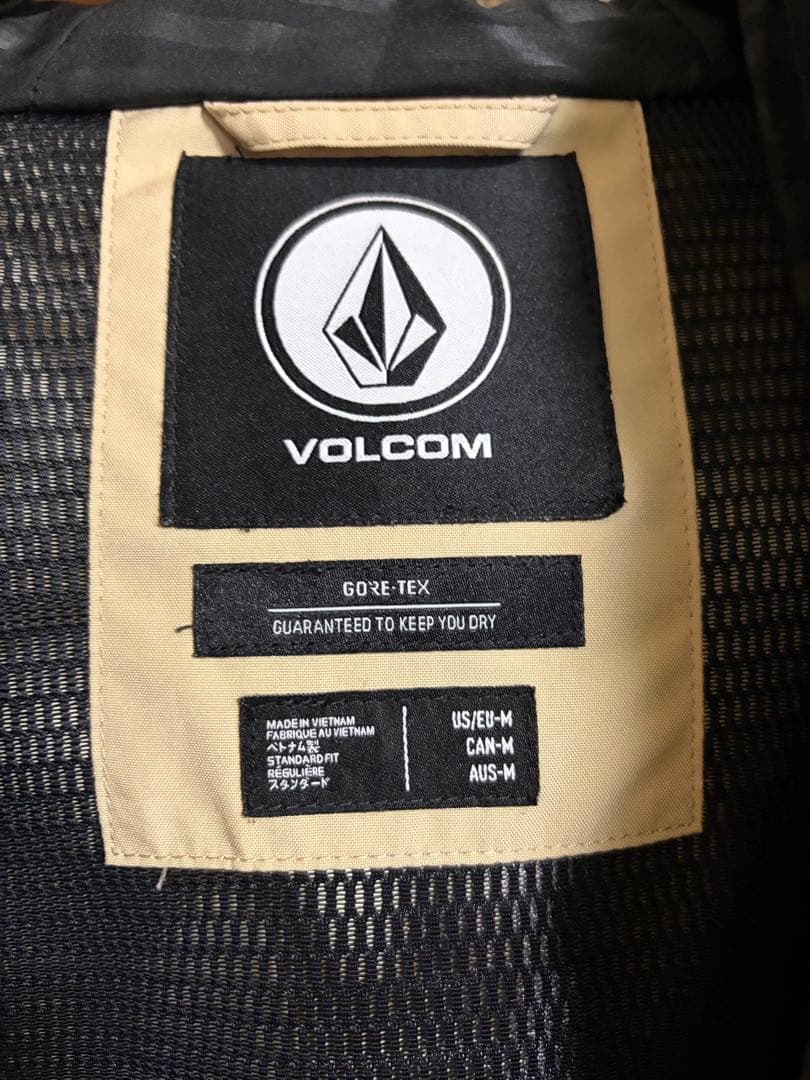 VOLCOM
GORE-TEX
GUARANTEED TO KEEP YOU DRY
MADE IN VIETNAM
FABRIQUE AU VIETNAM
ベトナム製
STANDARD FIT
RÉGULIÈRE
スタンダード
US/EU-M
CAN-M
AUS-M